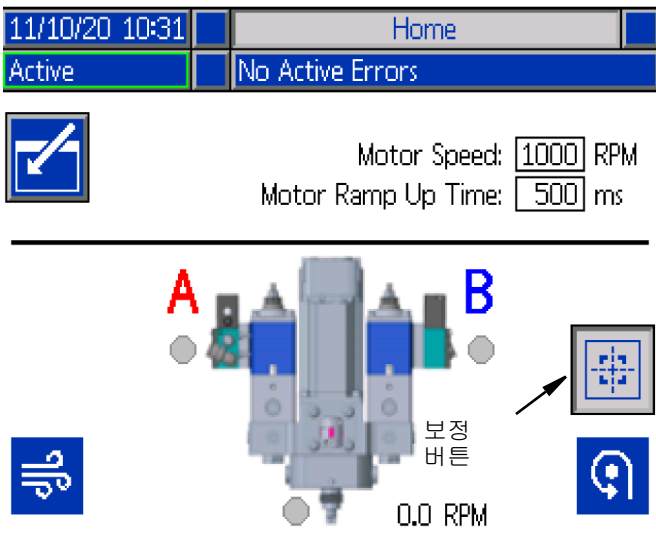 11/10/20 10:31
Home
Active
No Active Errors
Motor Speed: 1000 RPM
Motor Ramp Up Time: 500 ms
A
B
보정
버튼
0.0 RPM